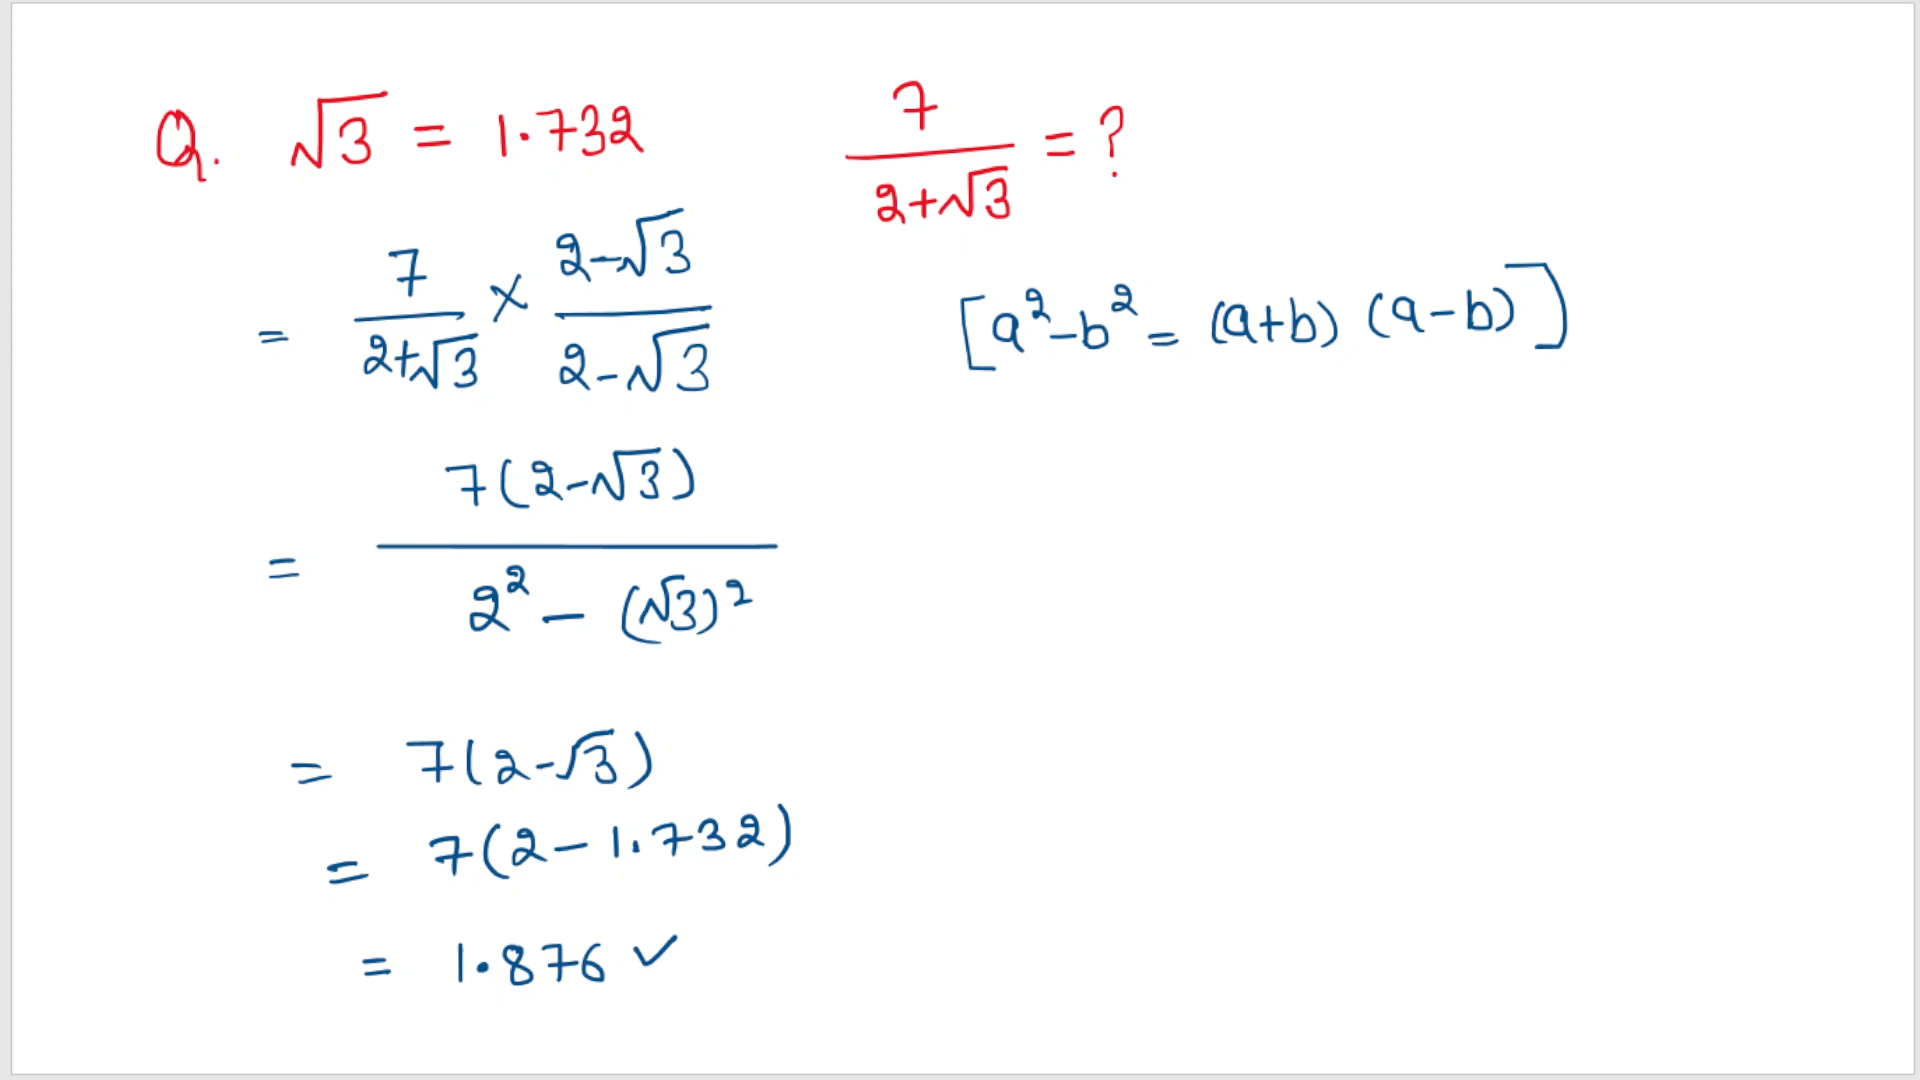 Q. √3 = 1.732   7/(2+√3) = ?
= 7/(2+√3) × (2-√3)/(2-√3)   [a²-b² = (a+b) (a-b)]
= 7(2-√3)/(2² - (√3)²)
= 7(2-√3)
= 7(2-1.732)
= 1.876 ✓